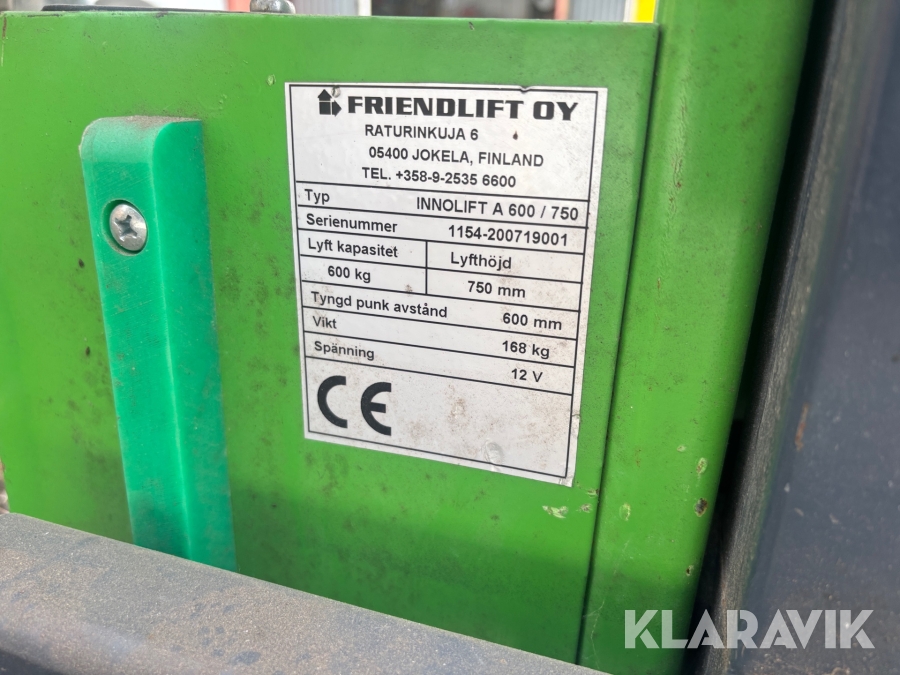 FRIENDLIFT OY
RATURINKUJA 6
05400 JOKELA, FINLAND
TEL. +358-9-2535 6600
Typ INNOLIFT A 600 / 750
Serienummer 1154-200719001
Lyft kapasitet Lyfthöjd
600 kg 750 mm
Tyngd punk avstånd 600 mm
Vikt 168 kg
Spänning 12 V
CE
KLARAVIK